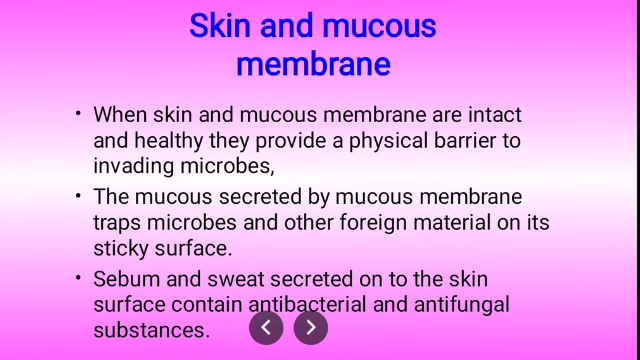 Skin and mucous
membrane
• When skin and mucous membrane are intact
and healthy they provide a physical barrier to
invading microbes,
• The mucous secreted by mucous membrane
traps microbes and other foreign material on its
sticky surface.
• Sebum and sweat secreted on to the skin
surface contain antibacterial and antifungal
substances.